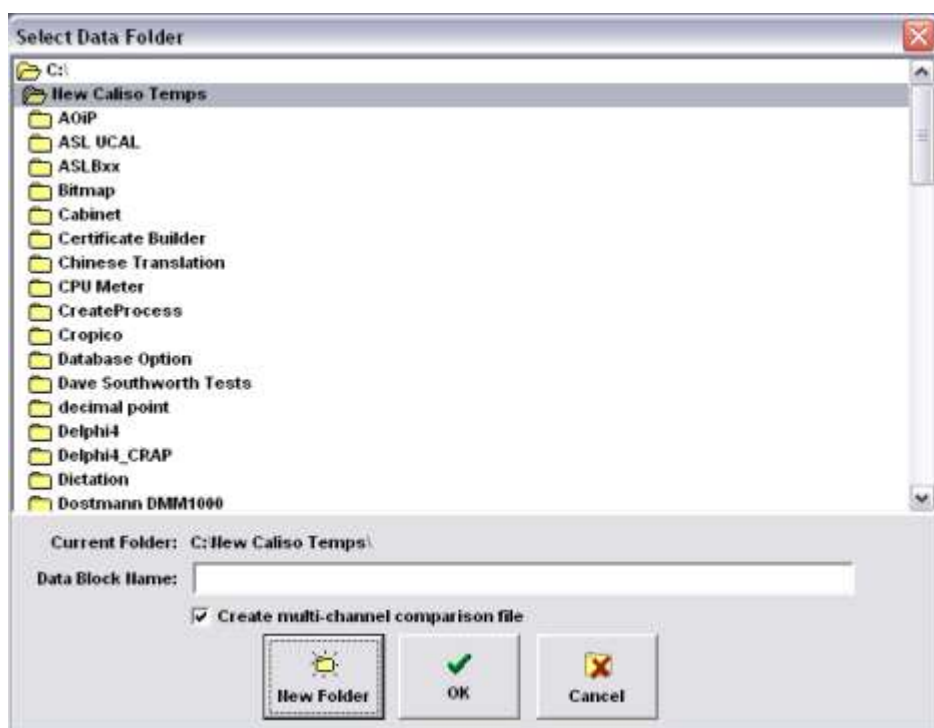 Select Data Folder
C:\
New Caliso Temps
AOiP
ASL UCAL
ASLBxx
Bitmap
Cabinet
Certificate Builder
Chinese Translation
CPU Meter
CreateProcess
Cropico
Database Option
Dave Southworth Tests
decimal point
Delphi4
Delphi4_CRAP
Dictation
Dostmann DMM1000
Current Folder: C:\New Caliso Temps\
Data Block Name:
Create multi-channel comparison file
New Folder
OK
Cancel